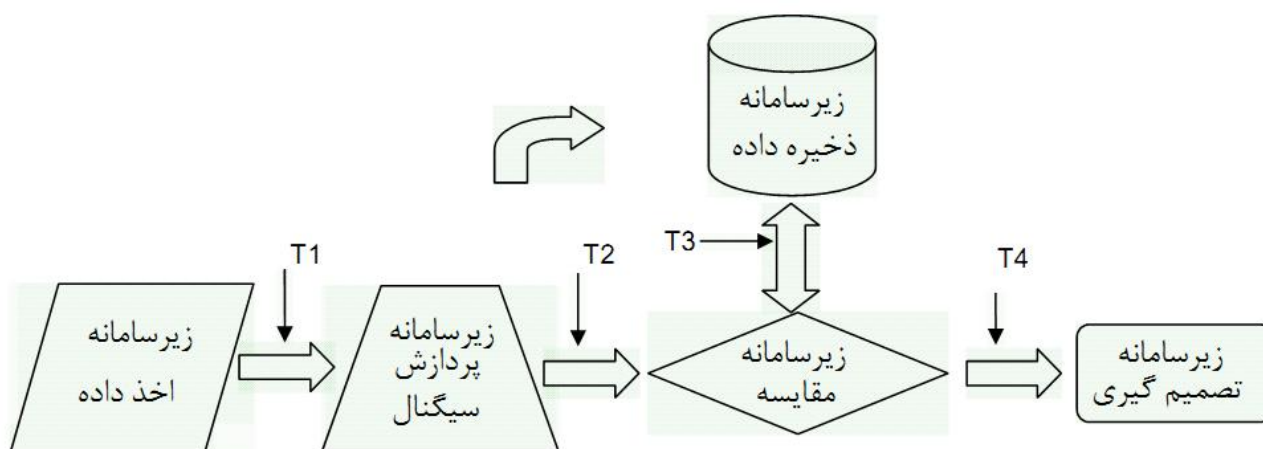 زیرسامانه
ذخیره داده
T1
T2
T3
T4
زیرسامانه
اخذ داده
زیرسامانه
پردازش
سیگنال
زیرسامانه
مقایسه
زیرسامانه
تصمیم گیری